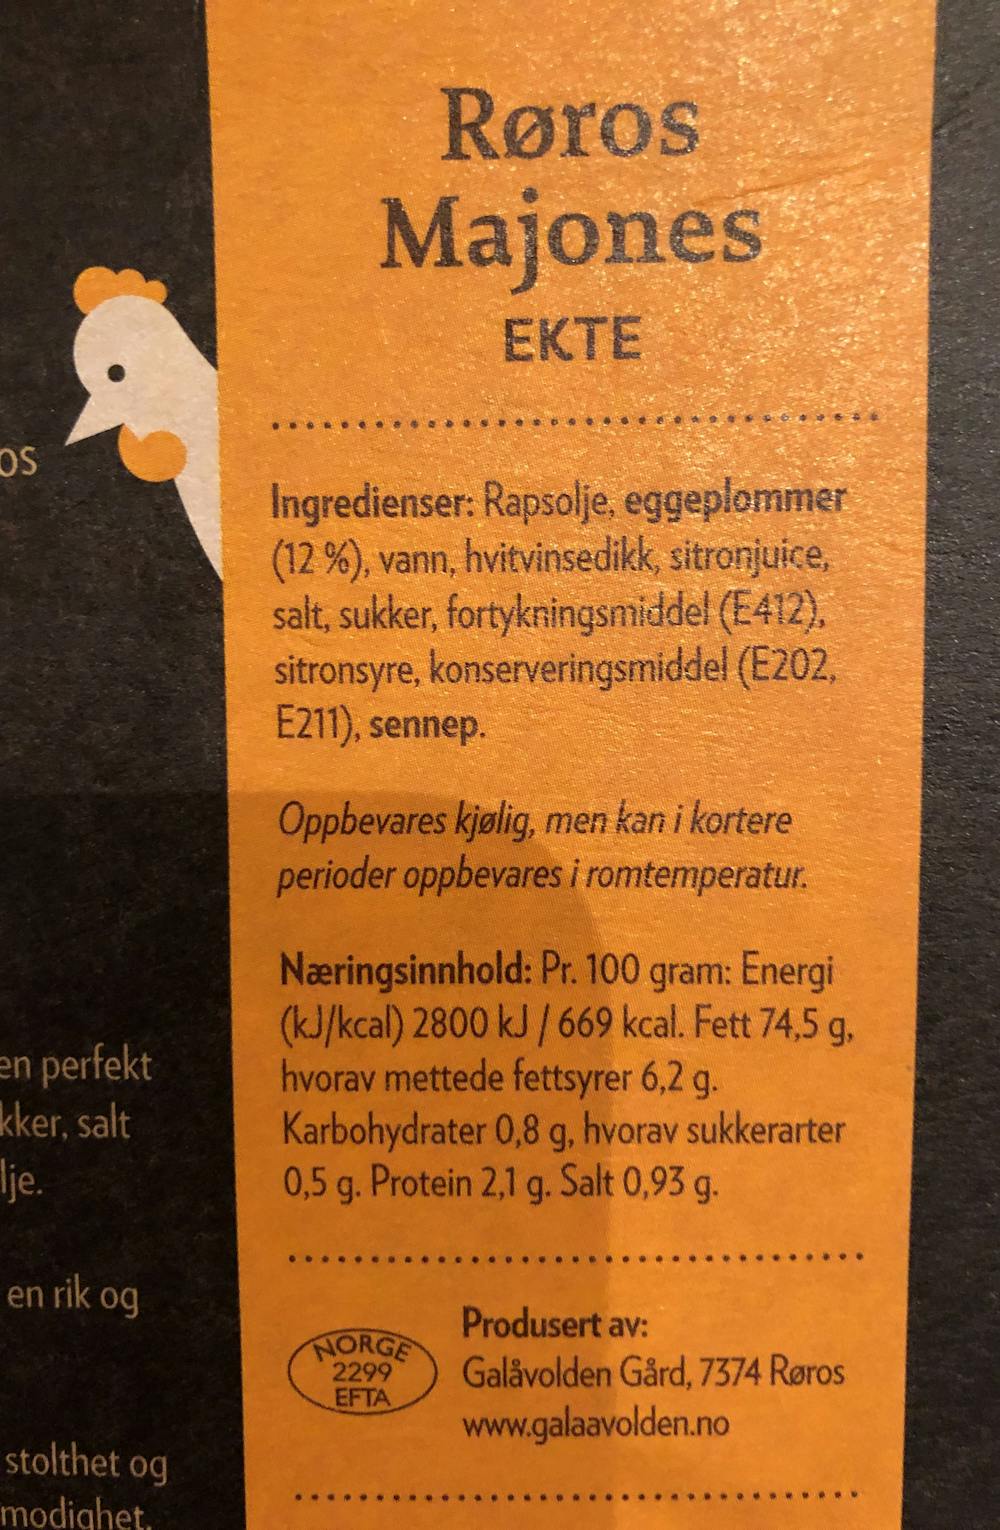 Røros
Majones
EKTE
Ingredienser: Rapsolje, eggeplommer
(12 %), vann, hvitvinsedikk, sitronjuice,
salt, sukker, fortykningsmiddel (E412),
sitronsyre, konserveringsmiddel (E202,
E211), sennep.
Oppbevares kjølig, men kan i kortere
perioder oppbevares i romtemperatur.
Næringsinnhold: Pr. 100 gram: Energi
(kJ/kcal) 2800 kJ / 669 kcal. Fett 74,5 g,
hvorav mettede fettsyrer 6,2 g.
Karbohydrater 0,8 g, hvorav sukkerarter
0,5 g. Protein 2,1 g. Salt 0,93 g.
NORGE
2299
EFTA
Produsert av:
Galåvolden Gård, 7374 Røros
www.galaavolden.no
os
en perfekt
kker, salt
lje.
en rik og
stolthet og
modighet.